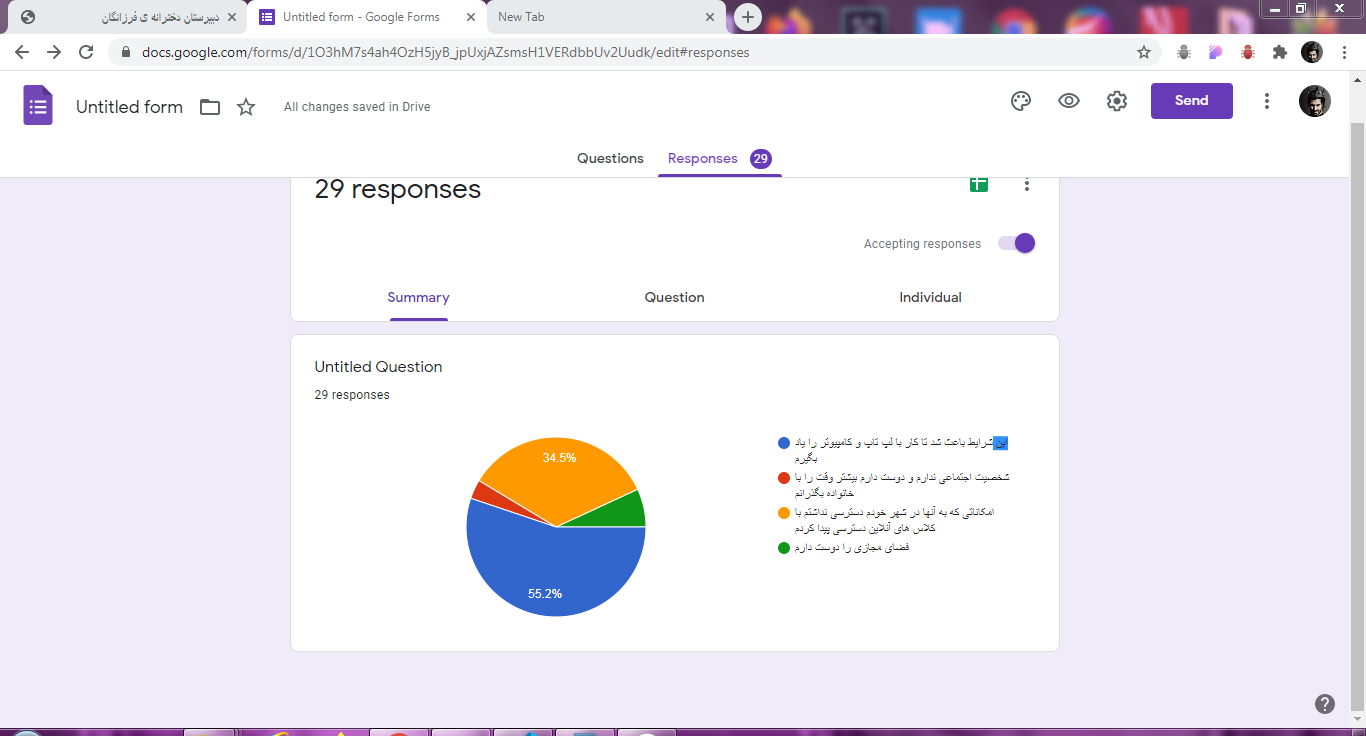 دبیرستان دخترانه ی فرزانگان
Untitled form - Google Forms
New Tab
docs.google.com/forms/d/1O3hM7s4ah4OzH5jyB_jpUxjAZsmsH1VERdbbUv2Uudk/edit#responses
Untitled form
All changes saved in Drive
Send
Questions
Responses 29
29 responses
Accepting responses
Summary
Question
Individual
Untitled Question
29 responses
34.5%
55.2%
این شرایط باعث شد تا کار با لپ تاپ و کامپیوتر را یاد
بگیرم
شخصیت اجتماعی ندارم و دوست دارم بیشتر وقت را با
خانواده بگذرانم
امکاناتی که به آنها در شهر خودم دسترسی نداشتم با
کلاس های آنلاین دسترسی پیدا کردم
فضای مجازی را دوست دارم